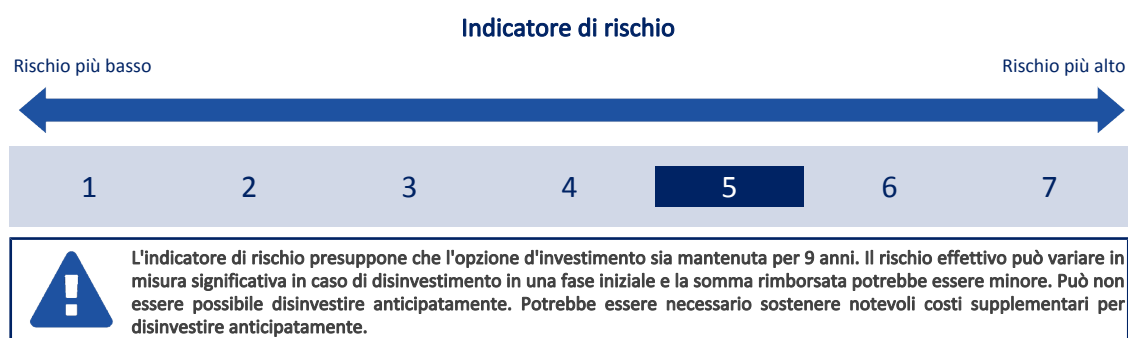 Indicatore di rischio
Rischio più basso Rischio più alto
1 2 3 4 5 6 7
L'indicatore di rischio presuppone che l'opzione d'investimento sia mantenuta per 9 anni. Il rischio effettivo può variare in
misura significativa in caso di disinvestimento in una fase iniziale e la somma rimborsata potrebbe essere minore. Può non
essere possibile disinvestire anticipatamente. Potrebbe essere necessario sostenere notevoli costi supplementari per
disinvestire anticipatamente.